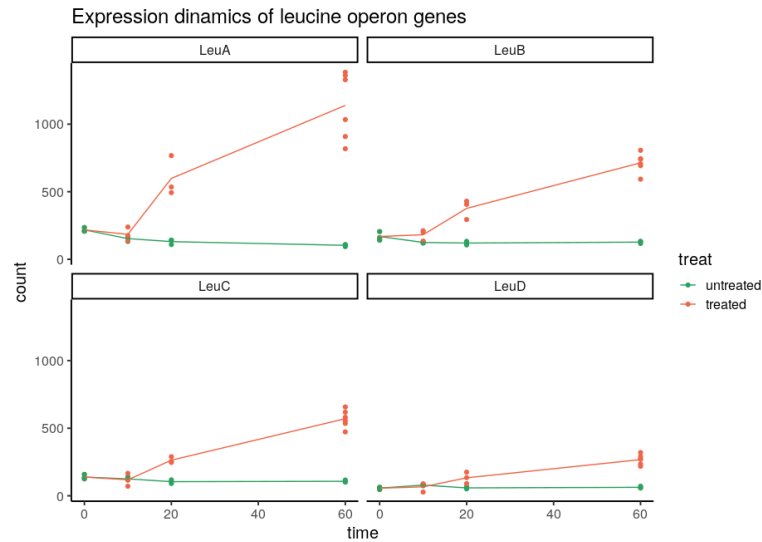 Expression dinamics of leucine operon genes
LeuA
LeuB
1000
500
0
count
LeuC
LeuD
1000
500
0
0
20
40
60
0
20
40
60
time
treat
untreated
treated